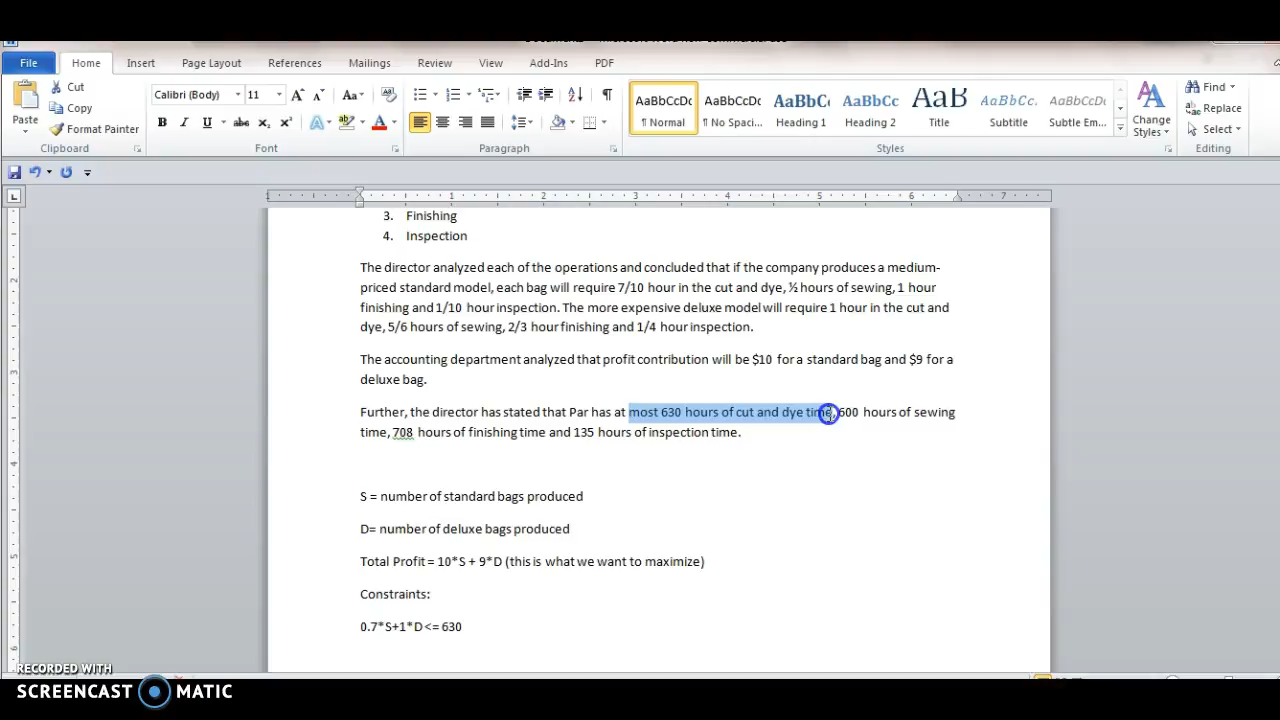 File Home Insert Page Layout References Mailings Review View Add-Ins PDF
Paste Cut Copy Format Painter Clipboard
Calibri (Body) 11 Font
Paragraph
AaBbCcDc ¶ Normal AaBbCcDc ¶ No Spaci... AaBbC Heading 1 AaBbCc Heading 2 AaB Title AaBbCc. Subtitle AaBbCcDt Subtle Em... Change Styles Styles
Find Replace Select Editing
1 1 2 3 4 5 6 7
3. Finishing
4. Inspection
The director analyzed each of the operations and concluded that if the company produces a medium-
priced standard model, each bag will require 7/10 hour in the cut and dye, ½ hours of sewing, 1 hour
finishing and 1/10 hour inspection. The more expensive deluxe model will require 1 hour in the cut and
dye, 5/6 hours of sewing, 2/3 hour finishing and 1/4 hour inspection.
The accounting department analyzed that profit contribution will be $10 for a standard bag and $9 for a
deluxe bag.
Further, the director has stated that Par has at most 630 hours of cut and dye time, 600 hours of sewing
time, 708 hours of finishing time and 135 hours of inspection time.
S = number of standard bags produced
D= number of deluxe bags produced
Total Profit = 10*S + 9*D (this is what we want to maximize)
Constraints:
0.7*S+1*D<= 630
RECORDED WITH
SCREENCAST MATIC